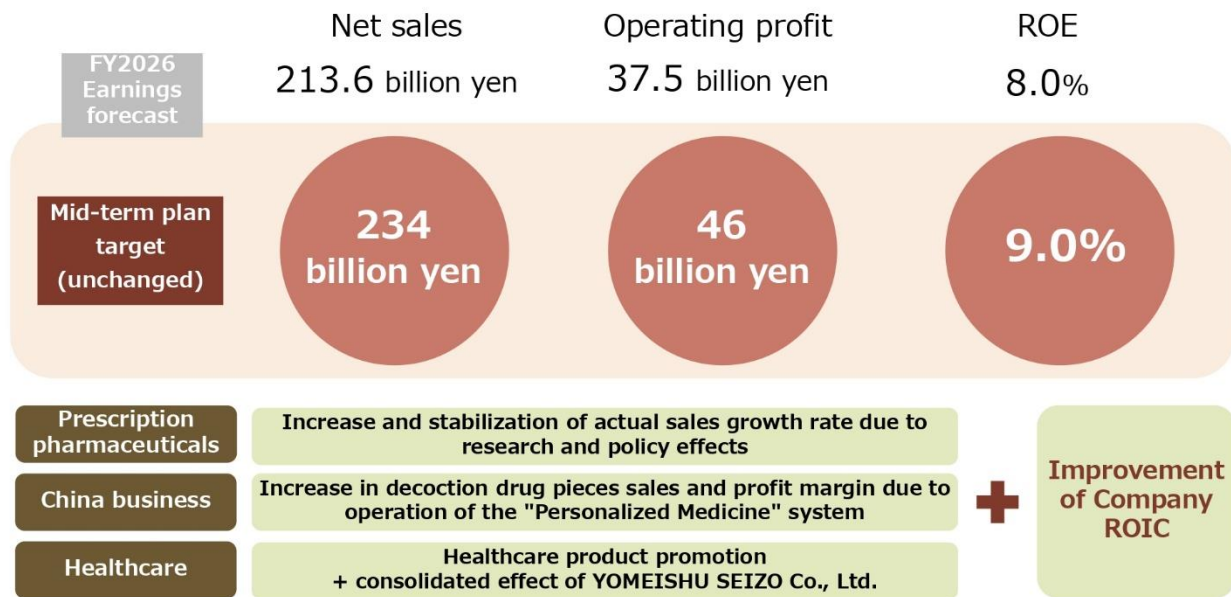 Net sales
Operating profit
ROE
FY2026
Earnings
forecast
213.6 billion yen
37.5 billion yen
8.0%
Mid-term plan
target
(unchanged)
234
billion yen
46
billion yen
9.0%
Prescription
pharmaceuticals
Increase and stabilization of actual sales growth rate due to
research and policy effects
China business
Increase in decoction drug pieces sales and profit margin due to
operation of the "Personalized Medicine" system
Healthcare
Healthcare product promotion
+ consolidated effect of YOMEISHU SEIZO Co., Ltd.
+
Improvement
of Company
ROIC